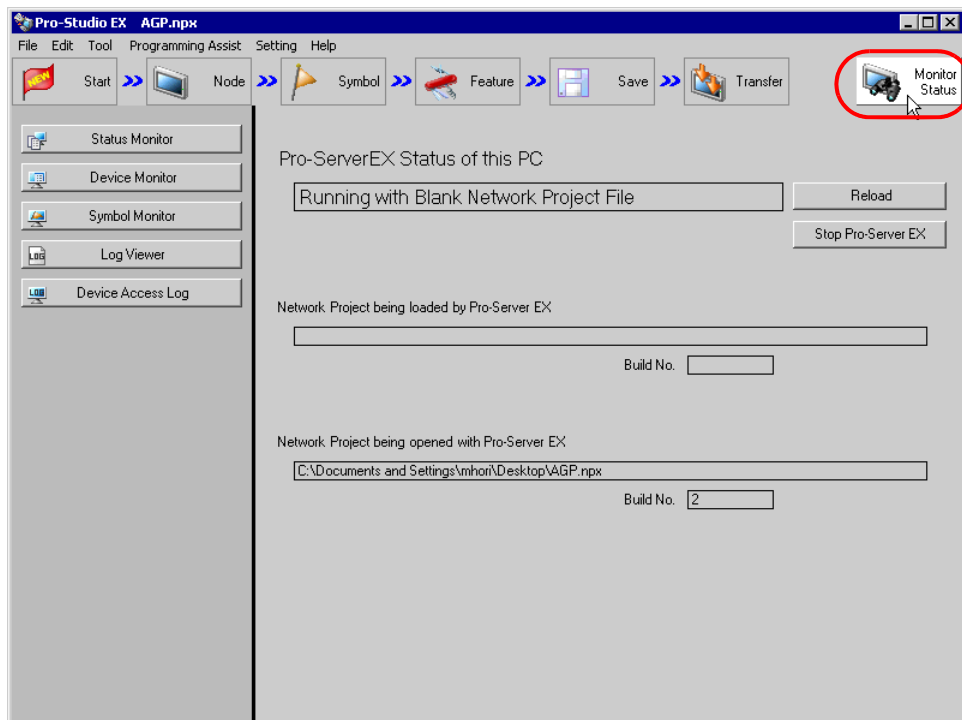 Pro-Studio EX AGP.npx
File Edit Tool Programming Assist Setting Help
NEW Start Node Symbol Feature Save Transfer Monitor Status
Status Monitor
Device Monitor
Symbol Monitor
LOG Log Viewer
LOG Device Access Log
Pro-ServerEX Status of this PC
Running with Blank Network Project File
Reload
Stop Pro-Server EX
Network Project being loaded by Pro-Server EX
Build No.
Network Project being opened with Pro-Server EX
C:\Documents and Settings\mhori\Desktop\AGP.npx
Build No. 2